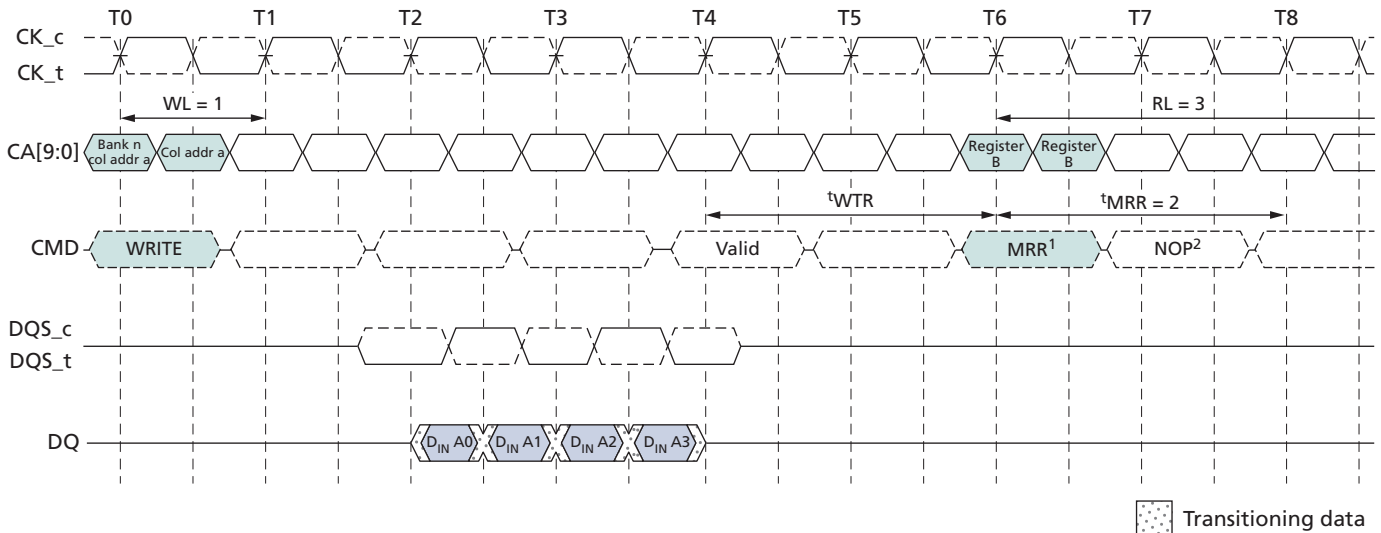 T0 T1 T2 T3 T4 T5 T6 T7 T8
CK_c
CK_t
WL = 1
RL = 3
CA[9:0]
Bank n
col addr a
Col addr a
Register
B
Register
B
tWTR
tMRR = 2
CMD
WRITE
Valid
MRR1
NOP2
DQS_c
DQS_t
DQ
DIN A0
DIN A1
DIN A2
DIN A3
Transitioning data